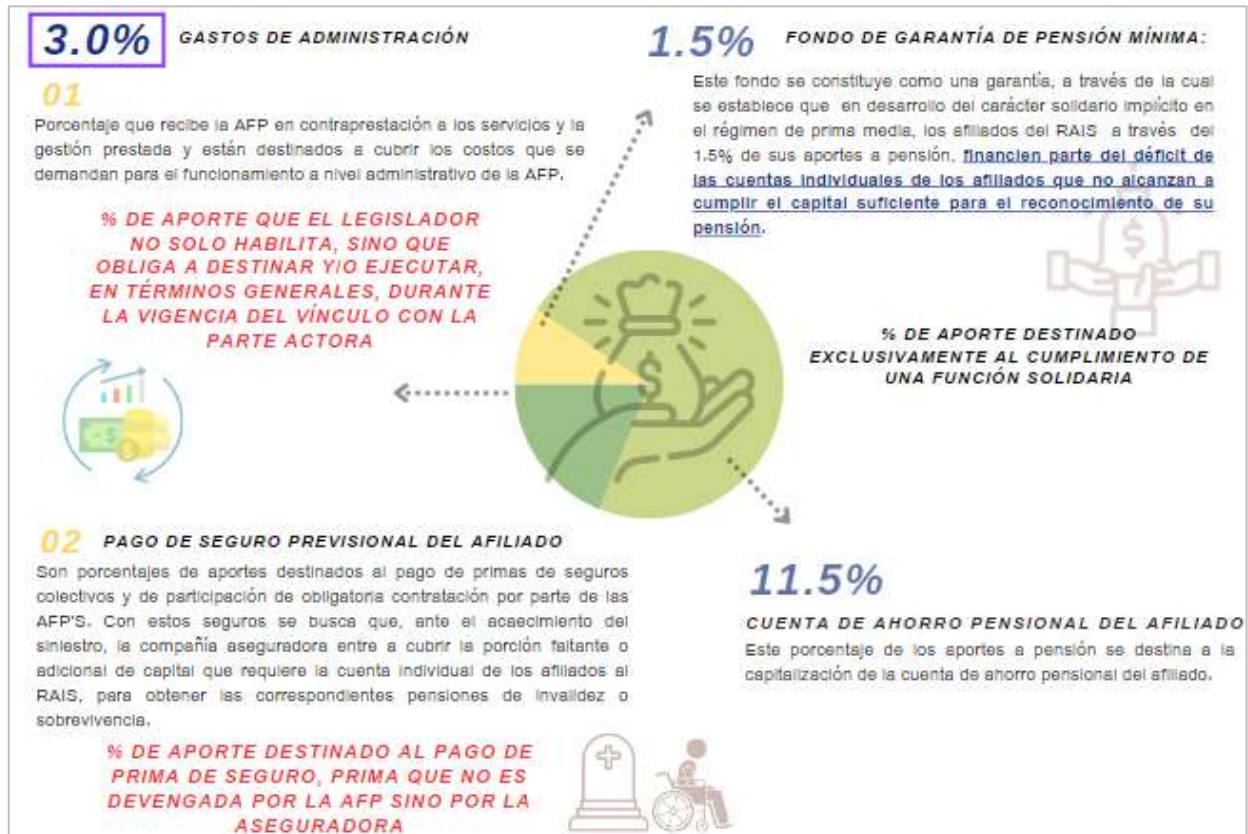 3.0% GASTOS DE ADMINISTRACIÓN
01
Porcentaje que recibe la AFP en contraprestación a los servicios y la
gestión prestada y están destinados a cubrir los costos que se
demandan para el funcionamiento a nivel administrativo de la AFP.
% DE APORTE QUE EL LEGISLADOR
NO SOLO HABILITA, SINO QUE
OBLIGA A DESTINAR Y/O EJECUTAR,
EN TÉRMINOS GENERALES, DURANTE
LA VIGENCIA DEL VÍNCULO CON LA
PARTE ACTORA
1.5% FONDO DE GARANTÍA DE PENSIÓN MÍNIMA:
Este fondo se constituye como una garantía, a través de la cual
se establece que en desarrollo del carácter solidario implícito en
el régimen de prima media, los afiliados del RAIS a través del
1.5% de sus aportes a pensión, financien parte del déficit de
las cuentas individuales de los afiliados que no alcanzan a
cumplir el capital suficiente para el reconocimiento de su
pensión.
$
% DE APORTE DESTINADO
EXCLUSIVAMENTE AL CUMPLIMIENTO DE
UNA FUNCIÓN SOLIDARIA
$
$
02 PAGO DE SEGURO PREVISIONAL DEL AFILIADO
Son porcentajes de aportes destinados al pago de primas de seguros
colectivos y de participación de obligatoria contratación por parte de las
AFP'S. Con estos seguros se busca que, ante el acaecimiento del
siniestro, la compañía aseguradora entre a cubrir la porción faltante o
adicional de capital que requiere la cuenta individual de los afiliados al
RAIS, para obtener las correspondientes pensiones de invalidez o
sobrevivencia.
% DE APORTE DESTINADO AL PAGO DE
PRIMA DE SEGURO, PRIMA QUE NO ES
DEVENGADA POR LA AFP SINO POR LA
ASEGURADORA
11.5%
CUENTA DE AHORRO PENSIONAL DEL AFILIADO
Este porcentaje de los aportes a pensión se destina a la
capitalización de la cuenta de ahorro pensional del afiliado.